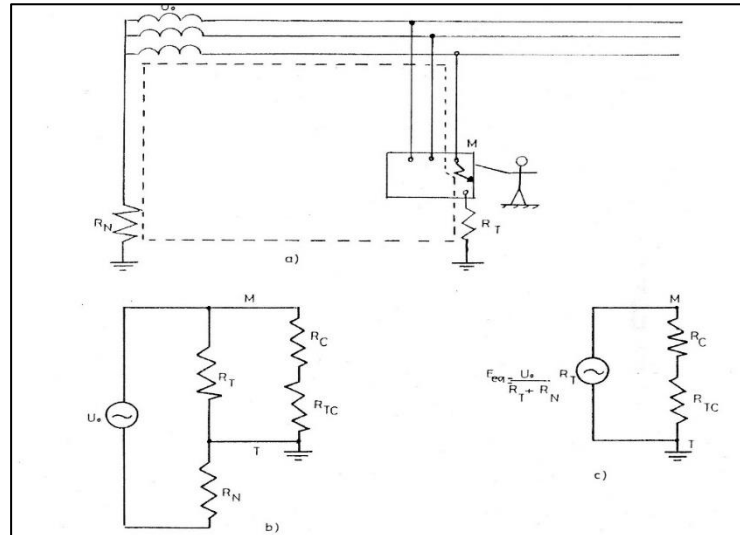 U₀
M
R_N
R_T
a)
M
R_C
R_T
R_TC
U₀
T
R_N
b)
M
R_C
E_eq = U₀ / (R_T + R_N) R_T
R_TC
T
c)